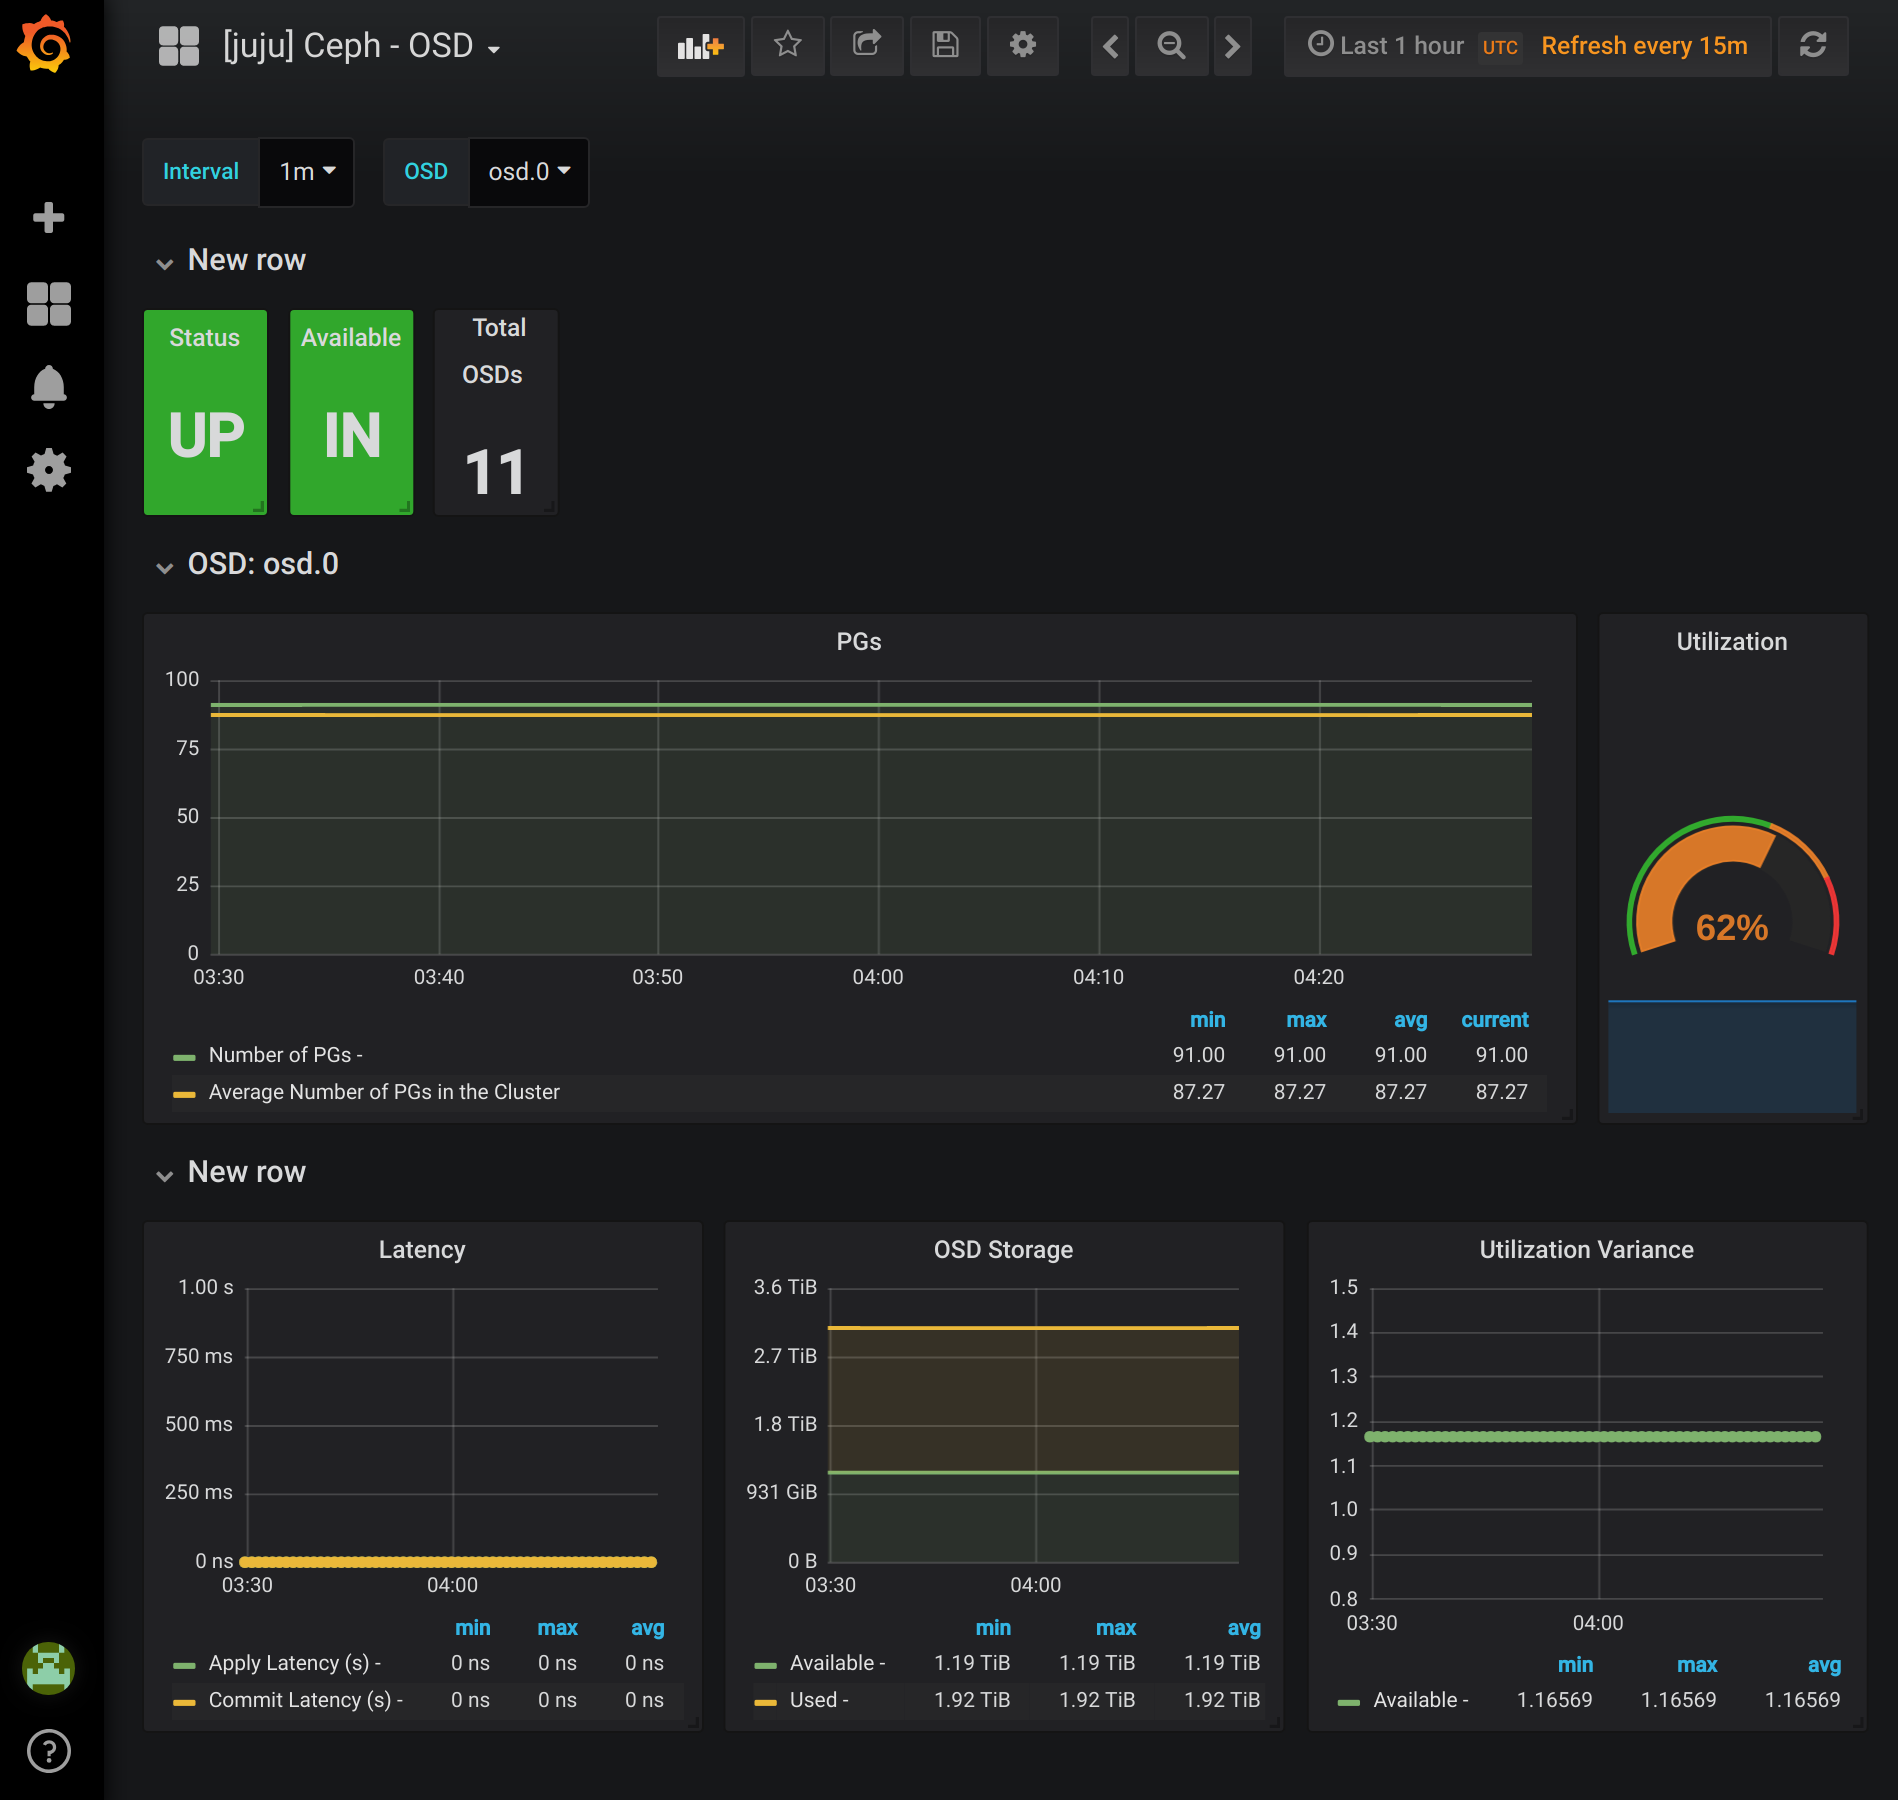 [juju] Ceph - OSD
Last 1 hour UTC Refresh every 15m
Interval 1m OSD osd.0
New row
Status Available Total
OSDs
UP IN 11
OSD: osd.0
PGs
100
75
50
25
0
03:30 03:40 03:50 04:00 04:10 04:20
min max avg current
Number of PGs - 91.00 91.00 91.00 91.00
Average Number of PGs in the Cluster 87.27 87.27 87.27 87.27
Utilization
62%
New row
Latency
1.00 s
750 ms
500 ms
250 ms
0 ns
03:30 04:00
min max avg
Apply Latency (s) - 0 ns 0 ns 0 ns
Commit Latency (s) - 0 ns 0 ns 0 ns
OSD Storage
3.6 TiB
2.7 TiB
1.8 TiB
931 GiB
0 B
03:30 04:00
min max avg
Available - 1.19 TiB 1.19 TiB 1.19 TiB
Used - 1.92 TiB 1.92 TiB 1.92 TiB
Utilization Variance
1.5
1.4
1.3
1.2
1.1
1.0
0.9
0.8
03:30 04:00
min max avg
Available - 1.16569 1.16569 1.16569